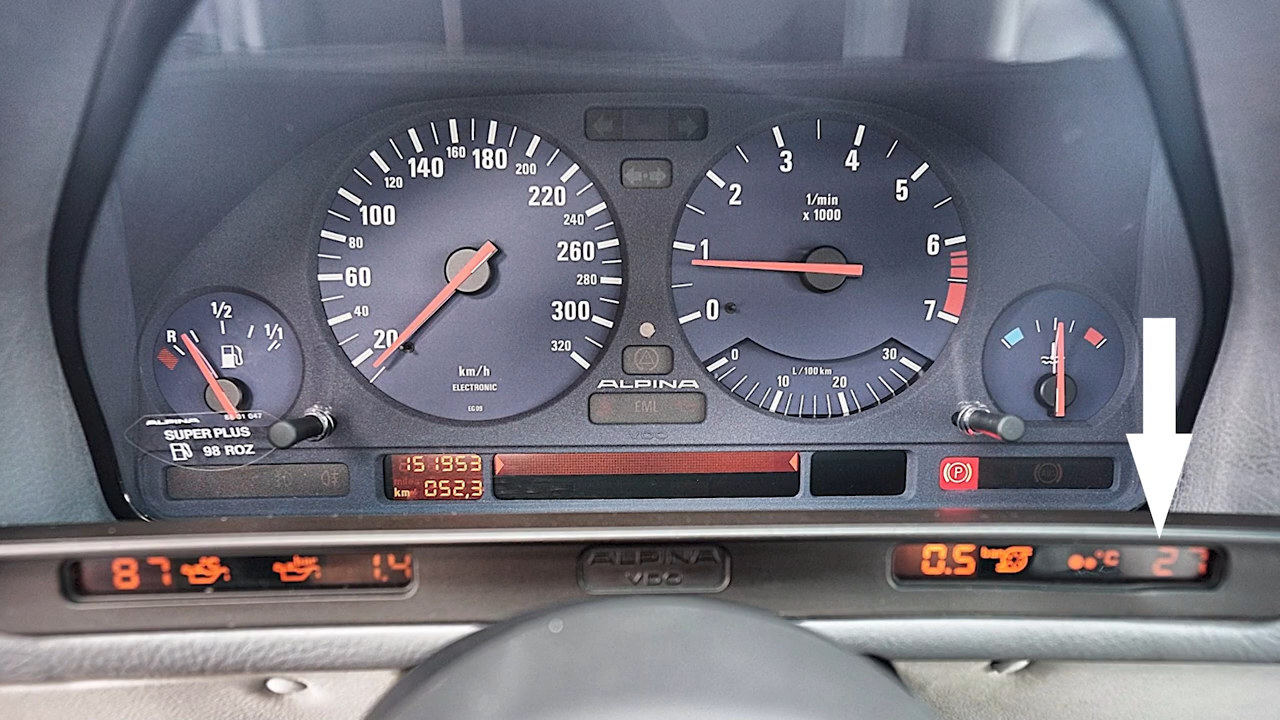 140 160 180
120 200
100 220
80 240
60 260
40 280
20 300
320
km/h
ELECTRONIC
3 4
2 5
1 6
0 7
1/min
x 1000
0 10 20 30
L/100 km
R 1/2 1/1
ALPINA
SUPER PLUS
98 ROZ
ALPINA
EML
VDO
151953
miles
km 052,3
P
87 1.4
bar
ALPINA
VDO
0.5 bar °C 27